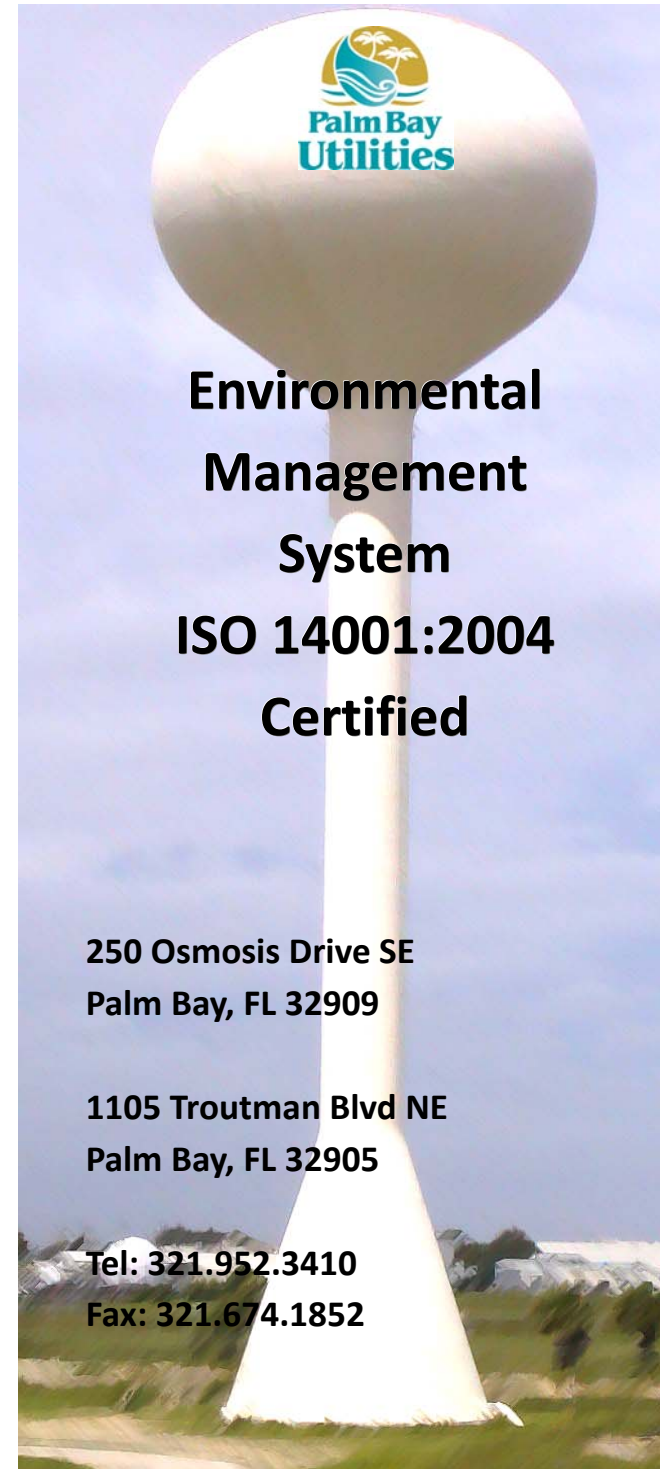 Palm Bay
Utilities
Environmental
Management
System
ISO 14001:2004
Certified
250 Osmosis Drive SE
Palm Bay, FL 32909
1105 Troutman Blvd NE
Palm Bay, FL 32905
Tel: 321.952.3410
Fax: 321.674.1852